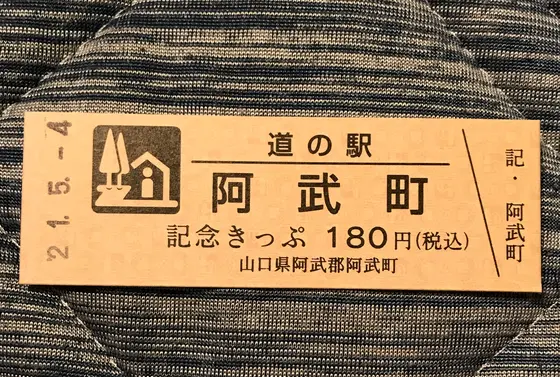 21.5.-4
道の駅
阿武町
記念きっぷ 180円(税込)
山口県阿武郡阿武町
記・阿武町